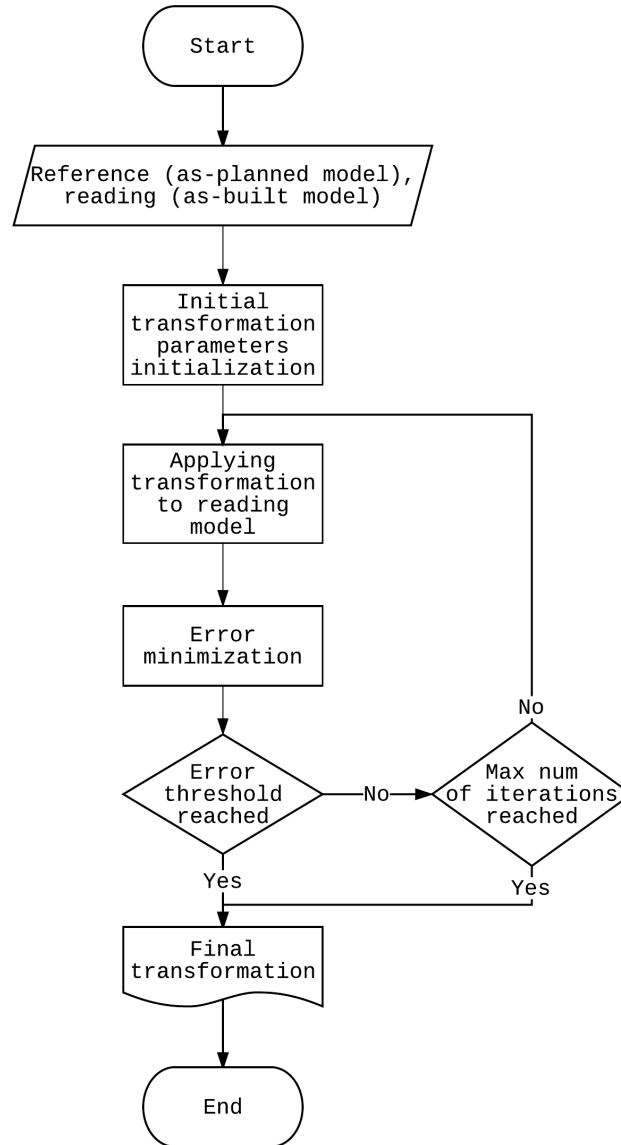 Start
Reference (as-planned model),
reading (as-built model)
Initial
transformation
parameters
initialization
Applying
transformation
to reading
model
Error
minimization
No
Error
threshold
reached
No
Max num
of iterations
reached
Yes
Yes
Final
transformation
End